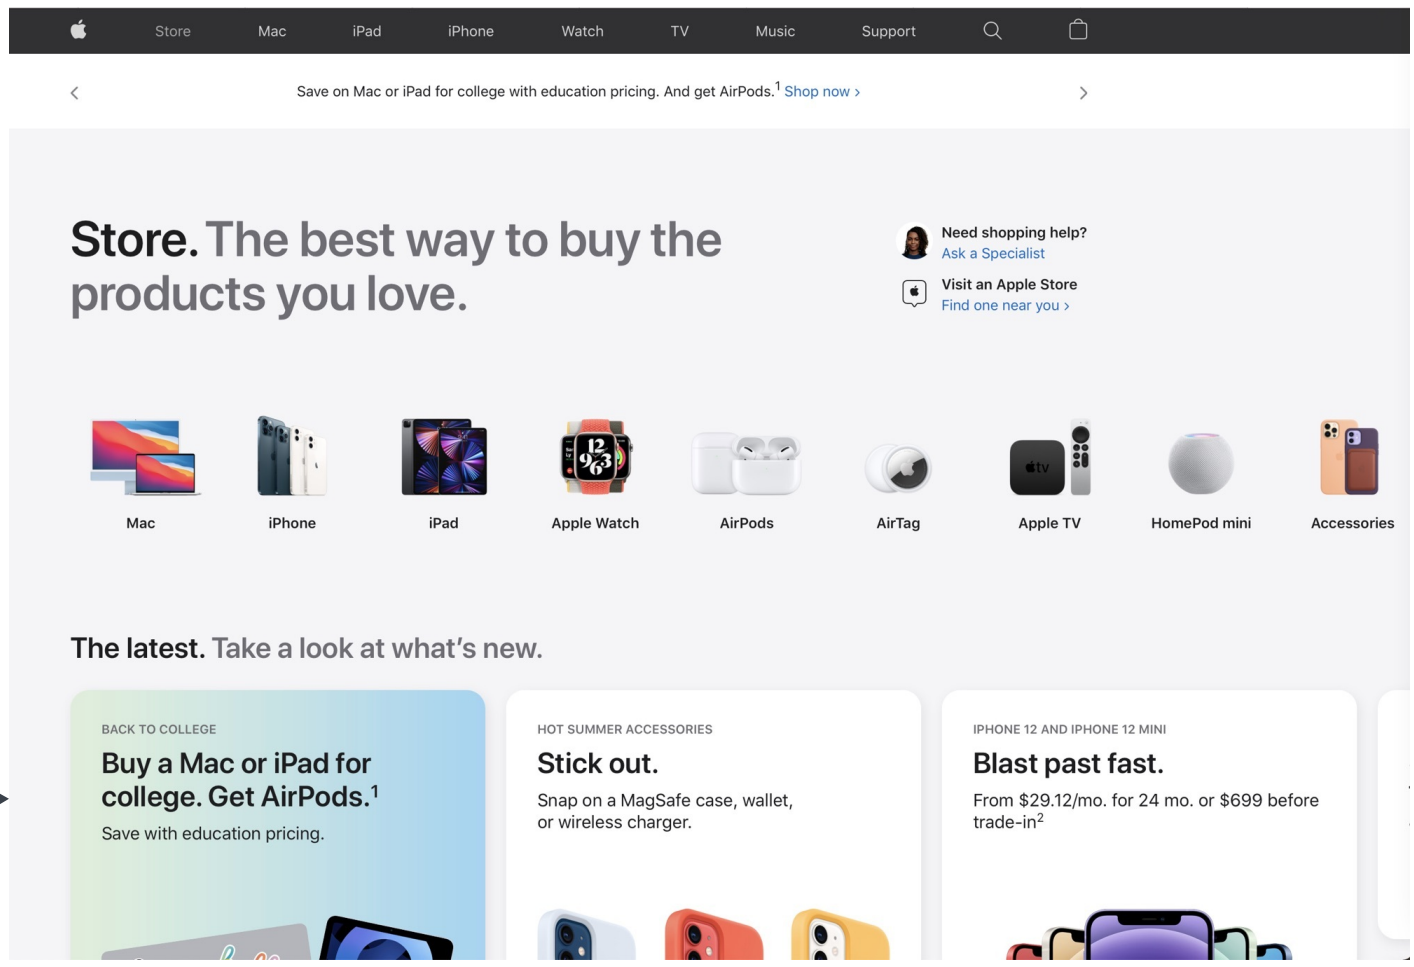 Store
Mac
iPad
iPhone
Watch
TV
Music
Support
Save on Mac or iPad for college with education pricing. And get AirPods.1 Shop now >
Store. The best way to buy the
products you love.
Need shopping help?
Ask a Specialist
Visit an Apple Store
Find one near you >
12
9 3
6
tv
Mac
iPhone
iPad
Apple Watch
AirPods
AirTag
Apple TV
HomePod mini
Accessories
The latest. Take a look at what's new.
BACK TO COLLEGE
Buy a Mac or iPad for
college. Get AirPods.1
Save with education pricing.
HOT SUMMER ACCESSORIES
Stick out.
Snap on a MagSafe case, wallet,
or wireless charger.
IPHONE 12 AND IPHONE 12 MINI
Blast past fast.
From $29.12/mo. for 24 mo. or $699 before
trade-in2